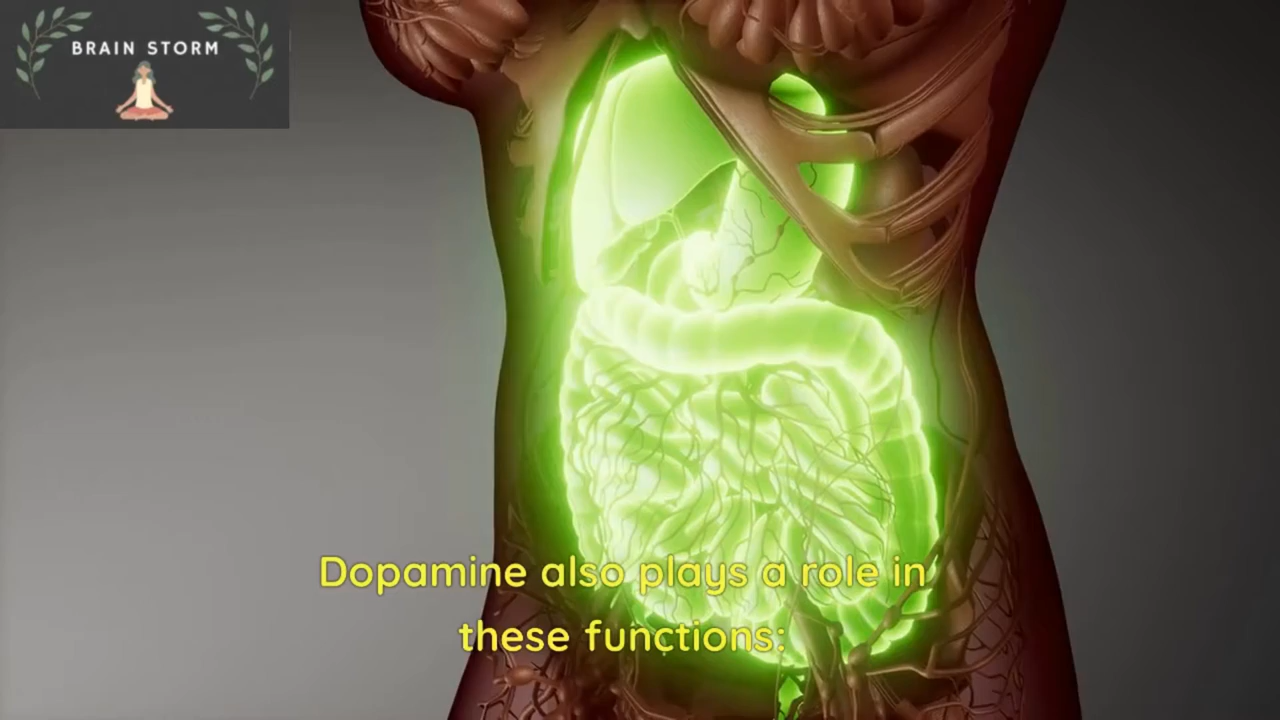 BRAIN STORM
Dopamine also plays a role in
these functions: